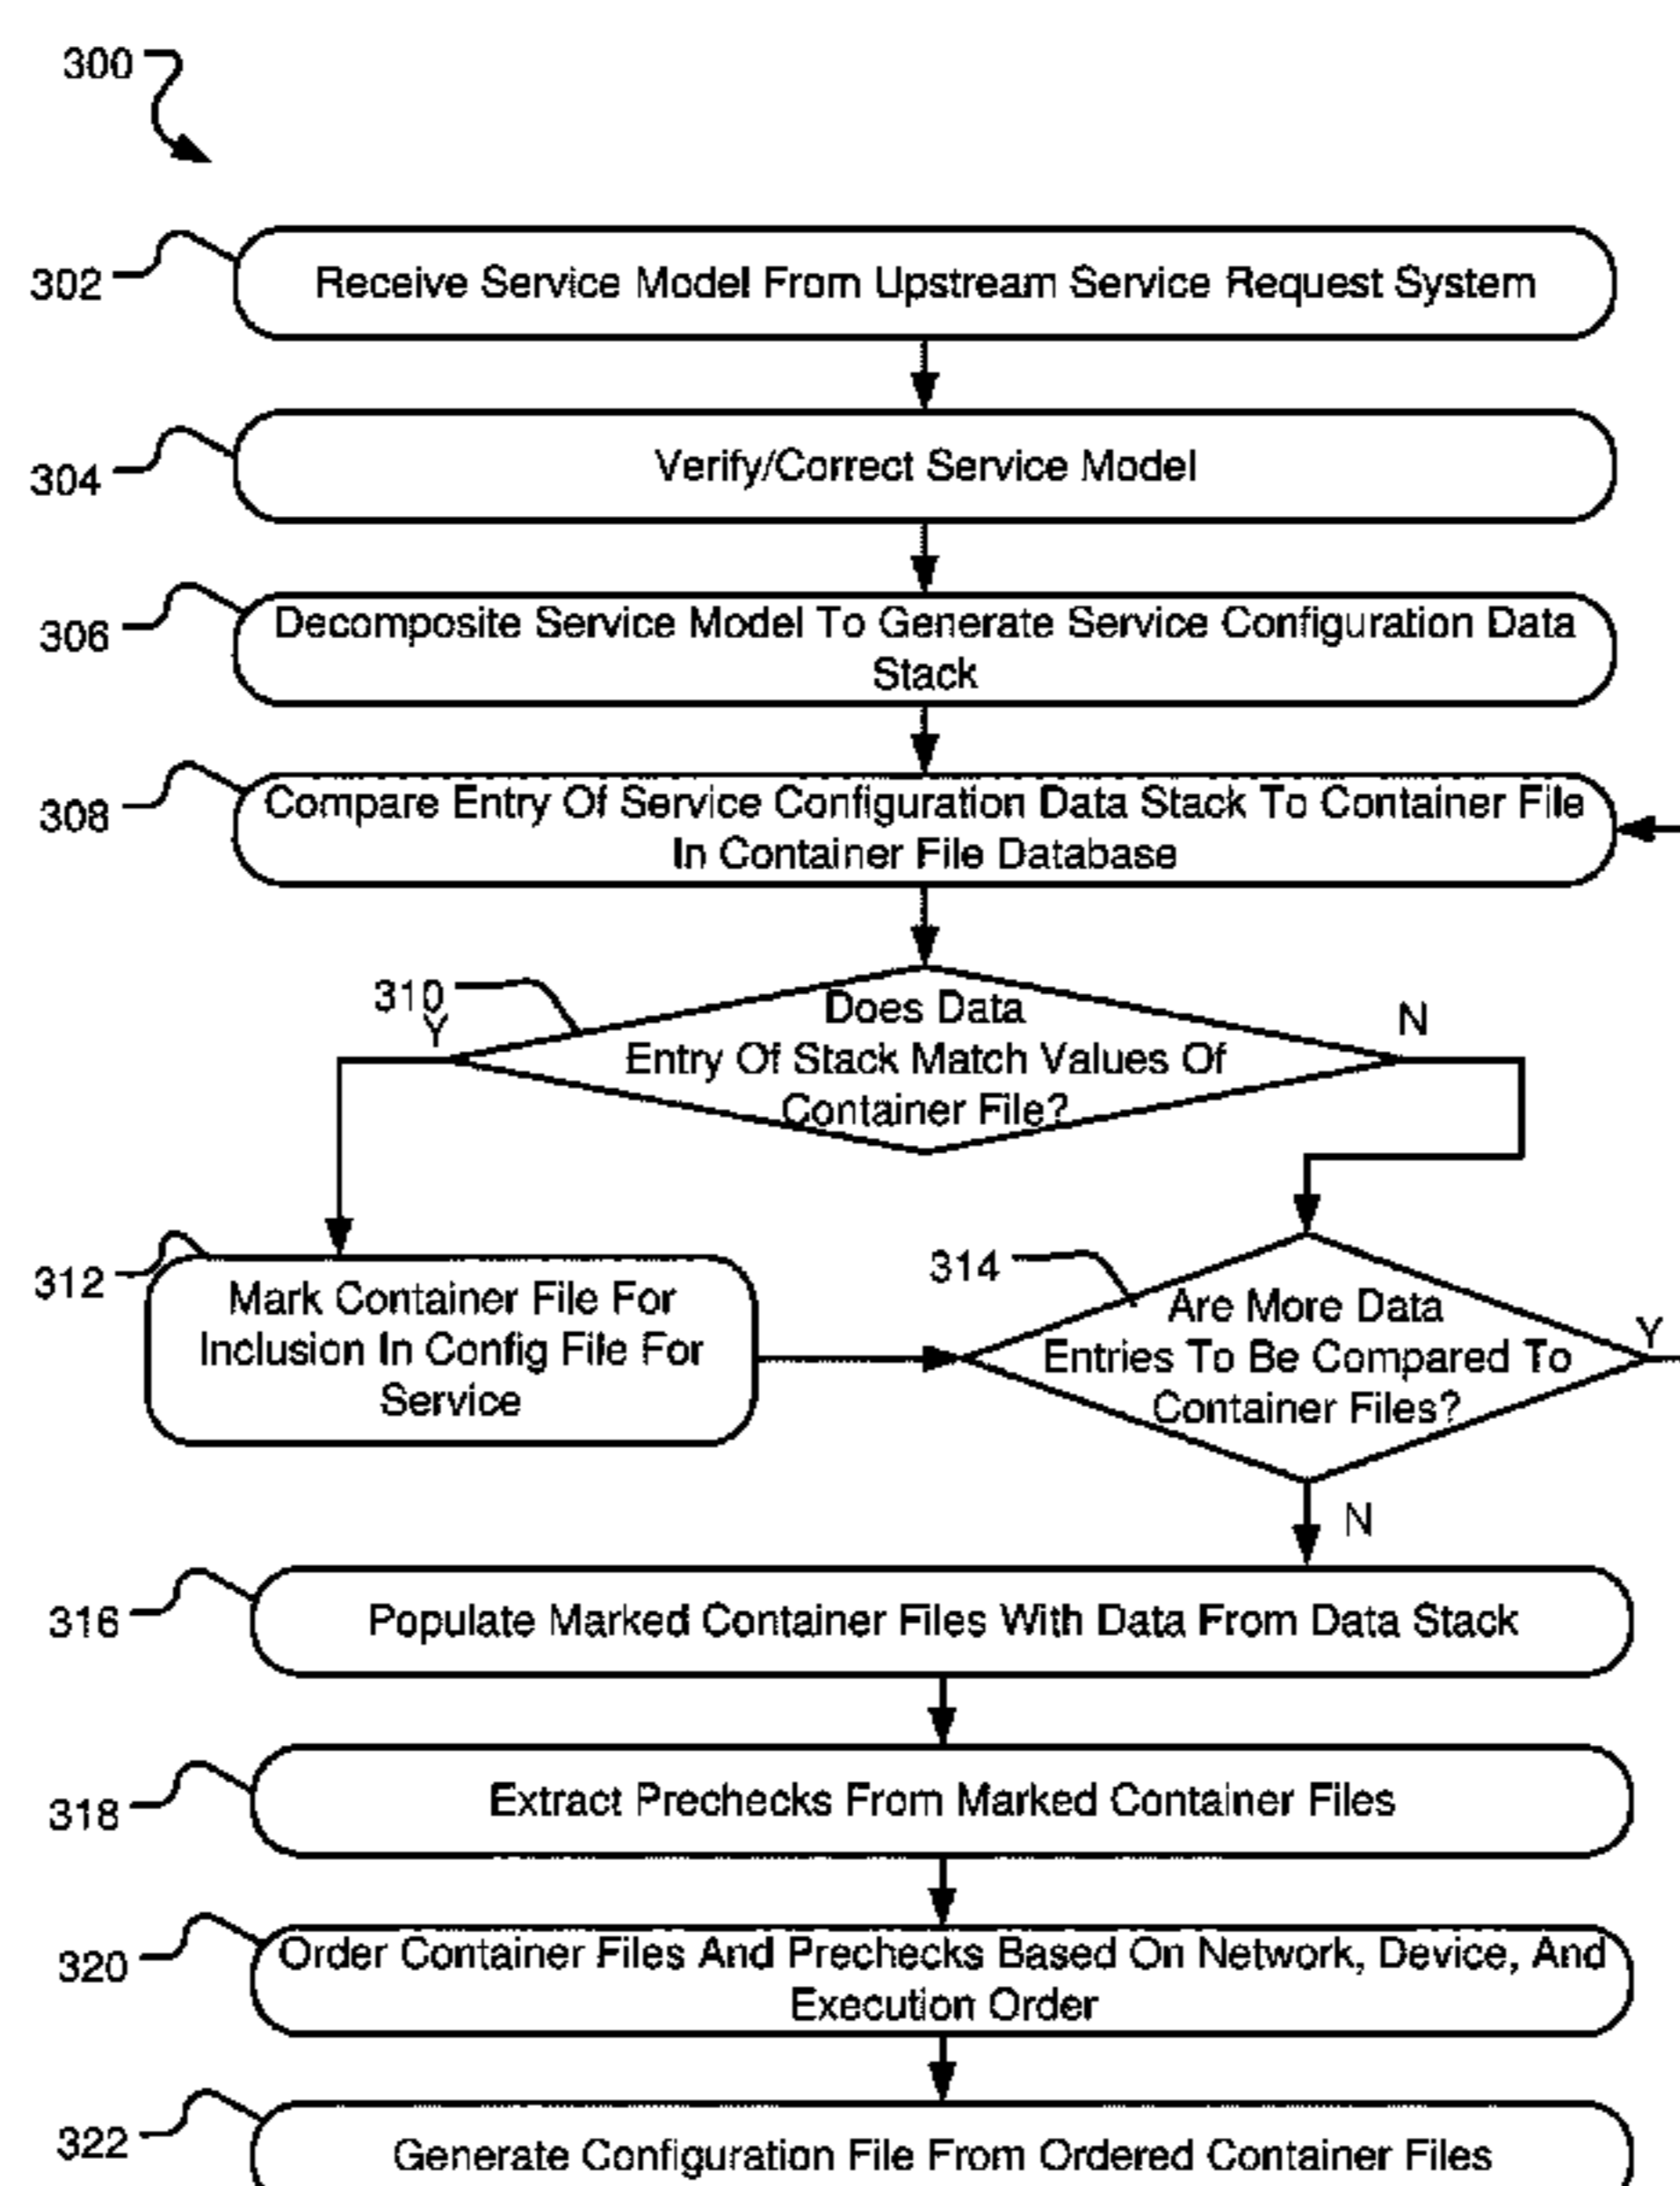 300
302
Receive Service Model From Upstream Service Request System
304
Verify/Correct Service Model
306
Decomposite Service Model To Generate Service Configuration Data
Stack
308
Compare Entry Of Service Configuration Data Stack To Container File
In Container File Database
310
Y
N
Does Data
Entry Of Stack Match Values Of
Container File?
312
Mark Container File For
Inclusion In Config File For
Service
314
Are More Data
Entries To Be Compared To
Container Files?
Y
N
316
Populate Marked Container Files With Data From Data Stack
318
Extract Prechecks From Marked Container Files
320
Order Container Files And Prechecks Based On Network, Device, And
Execution Order
322
Generate Configuration File From Ordered Container Files